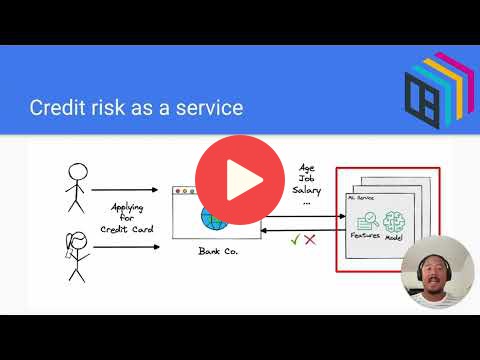 Credit risk as a service
Age
Job
Salary
...
Applying
for
Credit Card
Bank Co.
ML Service
Features
Model